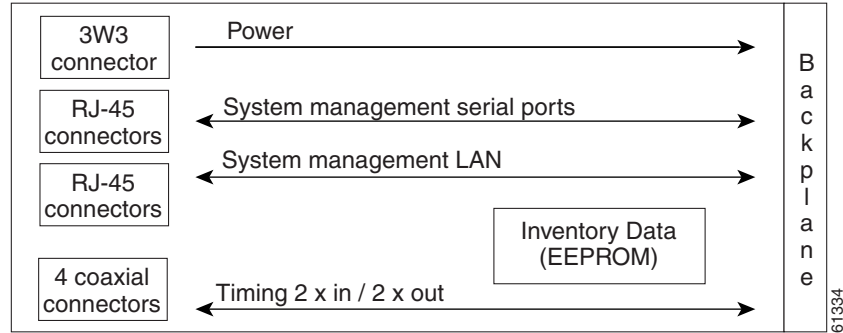 3W3
connector
Power
RJ-45
connectors
System management serial ports
System management LAN
RJ-45
connectors
Inventory Data
(EEPROM)
4 coaxial
connectors
Timing 2 x in / 2 x out
Backplane
61334